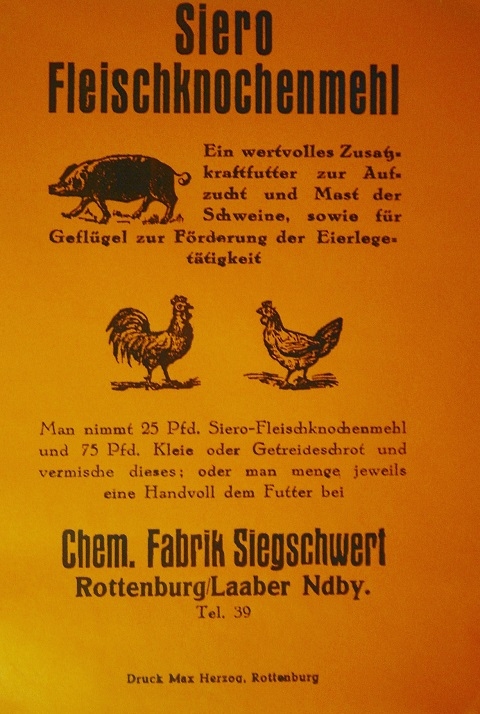 Siero
Fleischknochenmehl
Ein wertvolles Zusatz-
kraftfutter zur Auf-
zucht und Mast der
Schweine, sowie für
Geflügel zur Förderung der Eierlege-
tätigkeit
Man nimmt 25 Pfd. Siero-Fleischknochenmehl
und 75 Pfd. Kleie oder Getreideschrot und
vermische dieses; oder man menge jeweils
eine Handvoll dem Futter bei
Chem. Fabrik Siegschwert
Rottenburg/Laaber Ndby.
Tel. 39
Druck Max Herzog, Rottenburg